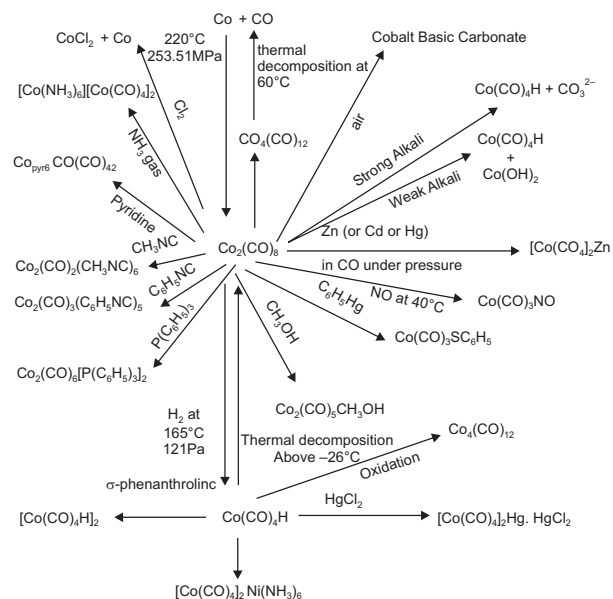 Co + CO
CoCl₂ + Co
220°C
253.51MPa
thermal
decomposition at
60°C
Cobalt Basic Carbonate
[Co(NH₃)₆][Co(CO)₄]₂
Cl₂
air
Co(CO)₄H + CO₃²⁻
NH₃ gas
CO₄(CO)₁₂
Strong Alkali
Co(CO)₄H
+
Co(OH)₂
Co pyr6 CO(CO)₄₂
Pyridine
Weak Alkali
CH₃NC
Co₂(CO)₈
Zn (or Cd or Hg)
[Co(CO)₄]₂Zn
Co₂(CO)₂(CH₃NC)₆
in CO under pressure
C₆H₅NC
Co₂(CO)₃(C₆H₅NC)₅
NO at 40°C
Co(CO)₃NO
P(C₆H₅)₃
CH₃OH
C₆H₅Hg
Co(CO)₃SC₆H₅
Co₂(CO)₆[P(C₆H₅)₃]₂
Co₂(CO)₅CH₃OH
H₂ at
165°C
121Pa
Thermal decomposition
Above –26°C
Co₄(CO)₁₂
Oxidation
σ-phenanthrolinc
HgCl₂
[Co(CO)₄H]₂
Co(CO)₄H
[Co(CO)₄]₂Hg. HgCl₂
[Co(CO)₄]₂Ni(NH₃)₆